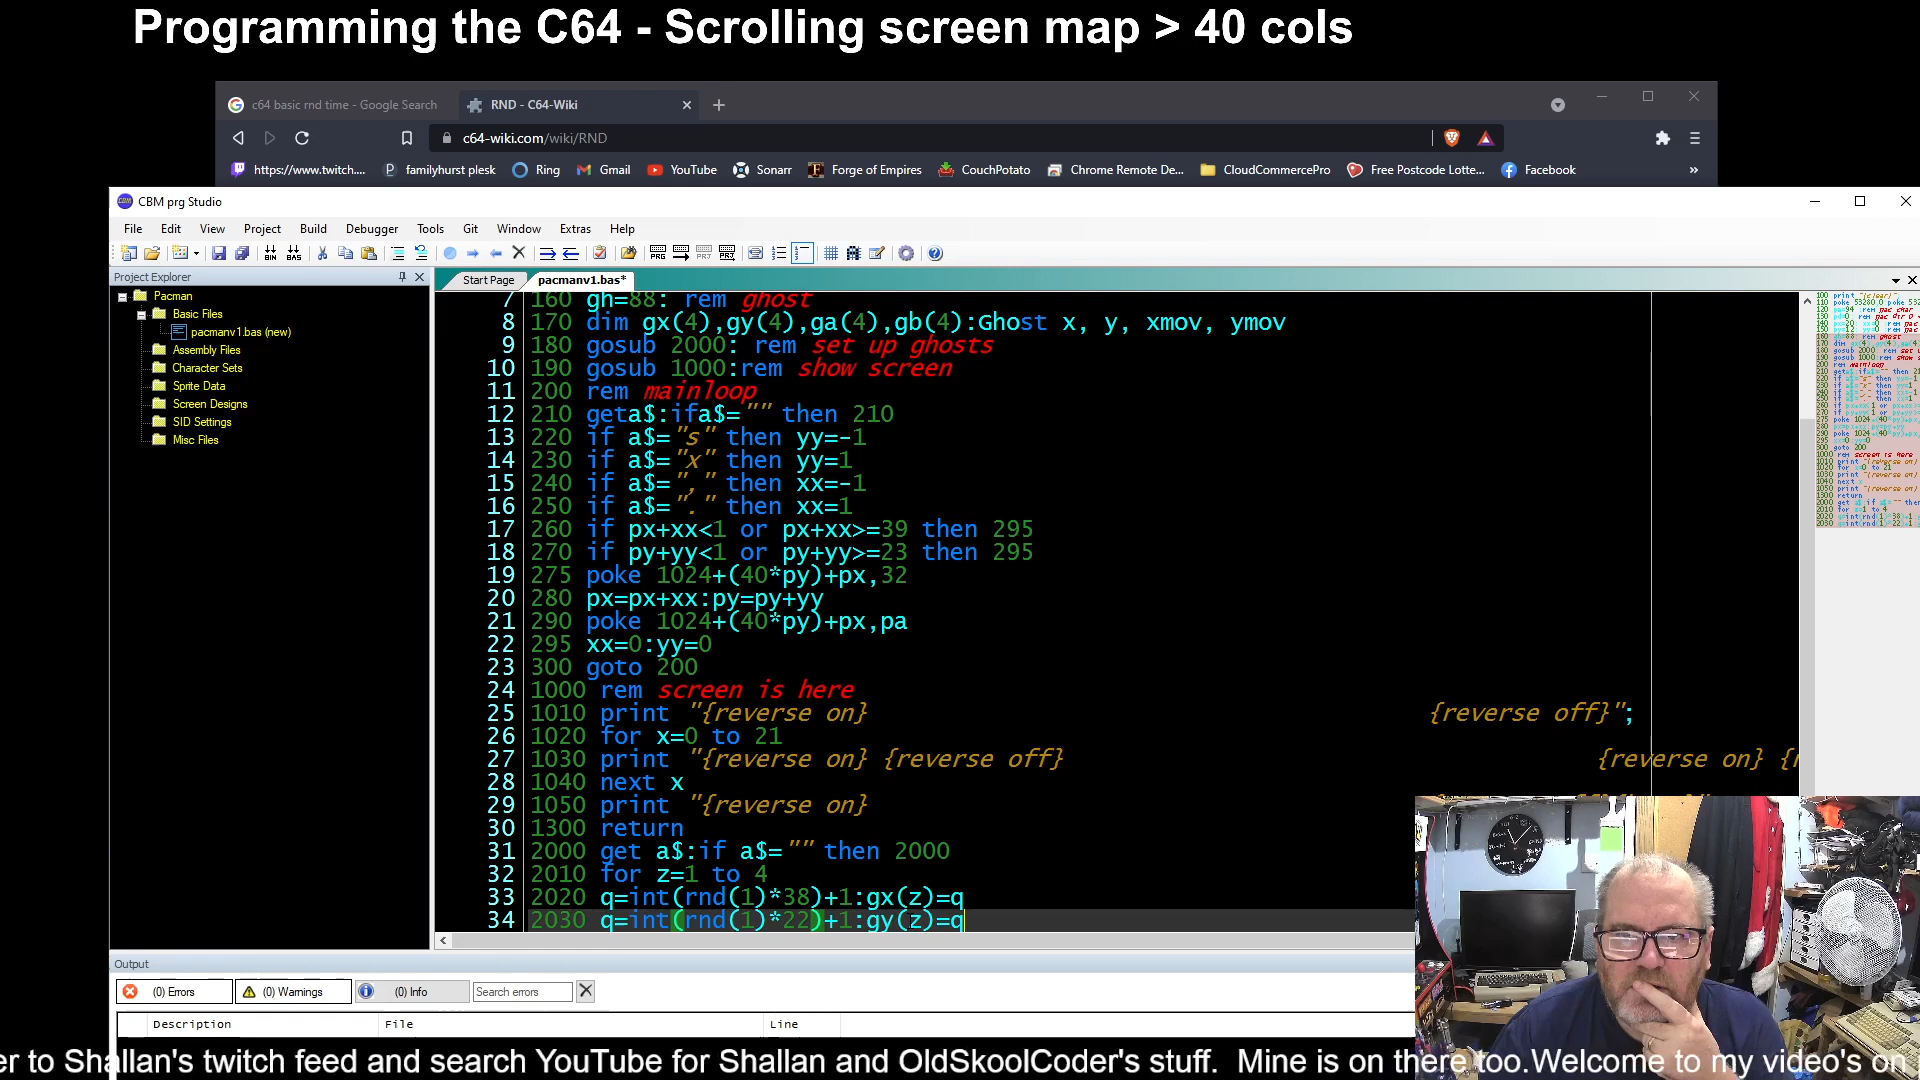 Programming the C64 - Scrolling screen map > 40 cols
c64 basic rnd time - Google Search
RND - C64-Wiki
c64-wiki.com/wiki/RND
https://www.twitch.... familyhurst plesk Ring Gmail YouTube Sonarr Forge of Empires CouchPotato Chrome Remote De... CloudCommercePro Free Postcode Lotte... Facebook »
CBM prg Studio
File Edit View Project Build Debugger Tools Git Window Extras Help
Project Explorer
Start Page pacmanv1.bas*
Pacman
Basic Files
pacmanv1.bas (new)
Assembly Files
Character Sets
Sprite Data
Screen Designs
SID Settings
Misc Files
7 160 gh=88: rem ghost
8 170 dim gx(4),gy(4),ga(4),gb(4):Ghost x, y, xmov, ymov
9 180 gosub 2000: rem set up ghosts
10 190 gosub 1000:rem show screen
11 200 rem mainloop
12 210 geta$:ifa$="" then 210
13 220 if a$="s" then yy=-1
14 230 if a$="x" then yy=1
15 240 if a$="," then xx=-1
16 250 if a$="." then xx=1
17 260 if px+xx<1 or px+xx>=39 then 295
18 270 if py+yy<1 or py+yy>=23 then 295
19 275 poke 1024+(40*py)+px,32
20 280 px=px+xx:py=py+yy
21 290 poke 1024+(40*py)+px,pa
22 295 xx=0:yy=0
23 300 goto 200
24 1000 rem screen is here
25 1010 print "{reverse on} {reverse off}";
26 1020 for x=0 to 21
27 1030 print "{reverse on} {reverse off} {reverse on} {r
28 1040 next x
29 1050 print "{reverse on}
30 1300 return
31 2000 get a$:if a$="" then 2000
32 2010 for z=1 to 4
33 2020 q=int(rnd(1)*38)+1:gx(z)=q
34 2030 q=int(rnd(1)*22)+1:gy(z)=q
Output
(0) Errors (0) Warnings (0) Info Search errors
Description File Line
er to Shallan's twitch feed and search YouTube for Shallan and OldSkoolCoder's stuff. Mine is on there too.Welcome to my video's on